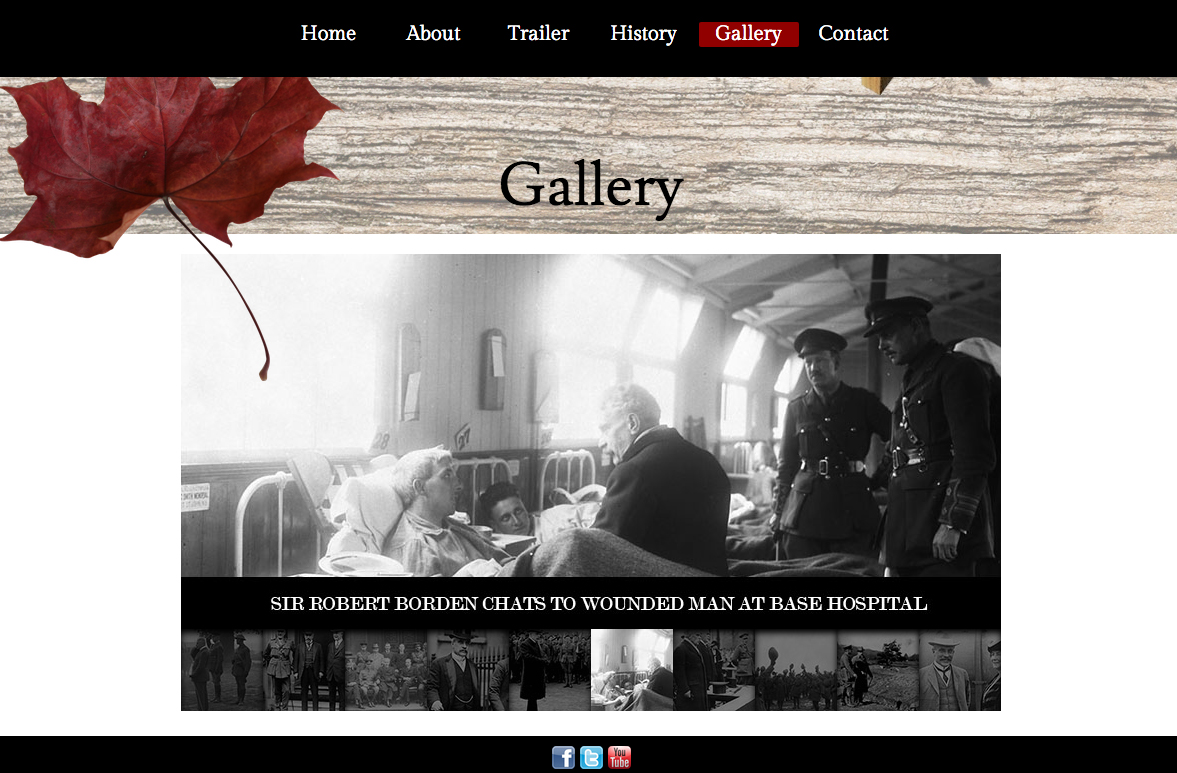 Home About Trailer History Gallery Contact
Gallery
28
SIR ROBERT BORDEN CHATS TO WOUNDED MAN AT BASE HOSPITAL
f t You Tube